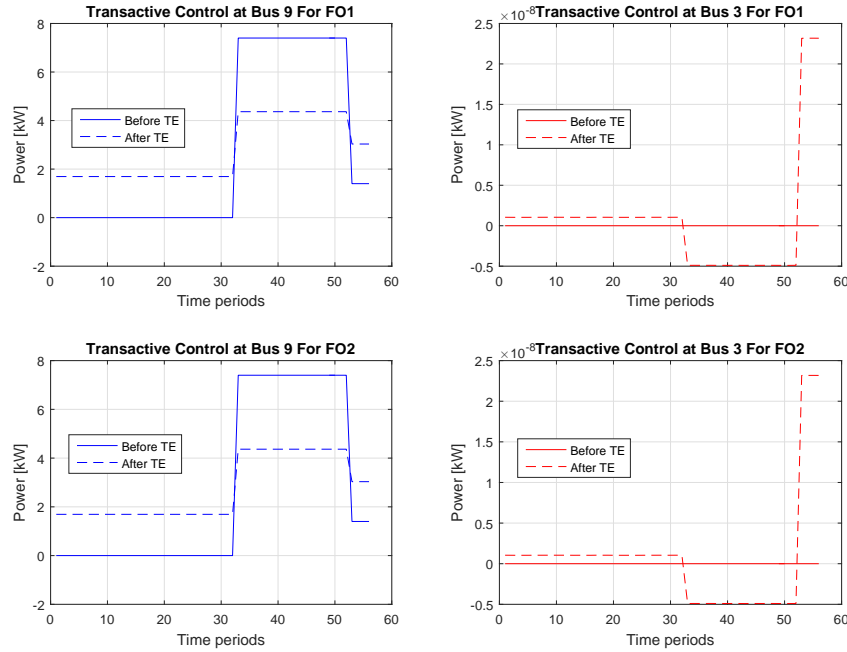 Transactive Control at Bus 9 For FO1
8
6
4
2
0
-2
Power [kW]
Before TE
After TE
0 10 20 30 40 50 60
Time periods
×10^-8 Transactive Control at Bus 3 For FO1
2.5
2
1.5
1
0.5
0
-0.5
Power [kW]
Before TE
After TE
0 10 20 30 40 50 60
Time periods
Transactive Control at Bus 9 For FO2
8
6
4
2
0
-2
Power [kW]
Before TE
After TE
0 10 20 30 40 50 60
Time periods
×10^-8 Transactive Control at Bus 3 For FO2
2.5
2
1.5
1
0.5
0
-0.5
Power [kW]
Before TE
After TE
0 10 20 30 40 50 60
Time periods